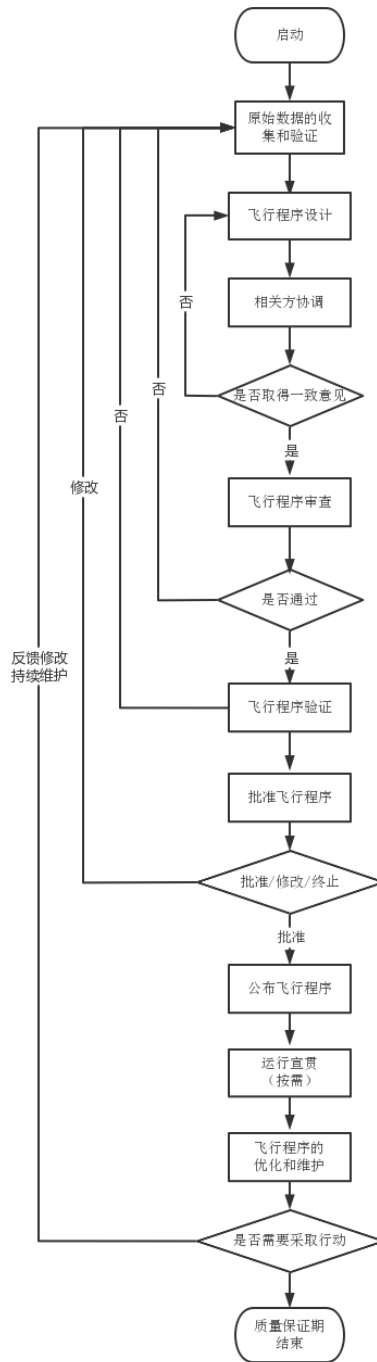 启动
原始数据的收
集和验证
飞行程序设计
相关方协调
否
是否取得一致意见
否
否
是
修改
飞行程序审查
是否通过
反馈修改
持续维护
是
飞行程序验证
批准飞行程序
批准/修改/终止
批准
公布飞行程序
运行宣贯
（按需）
飞行程序的
优化和维护
是否需要采取行动
质量保证期
结束